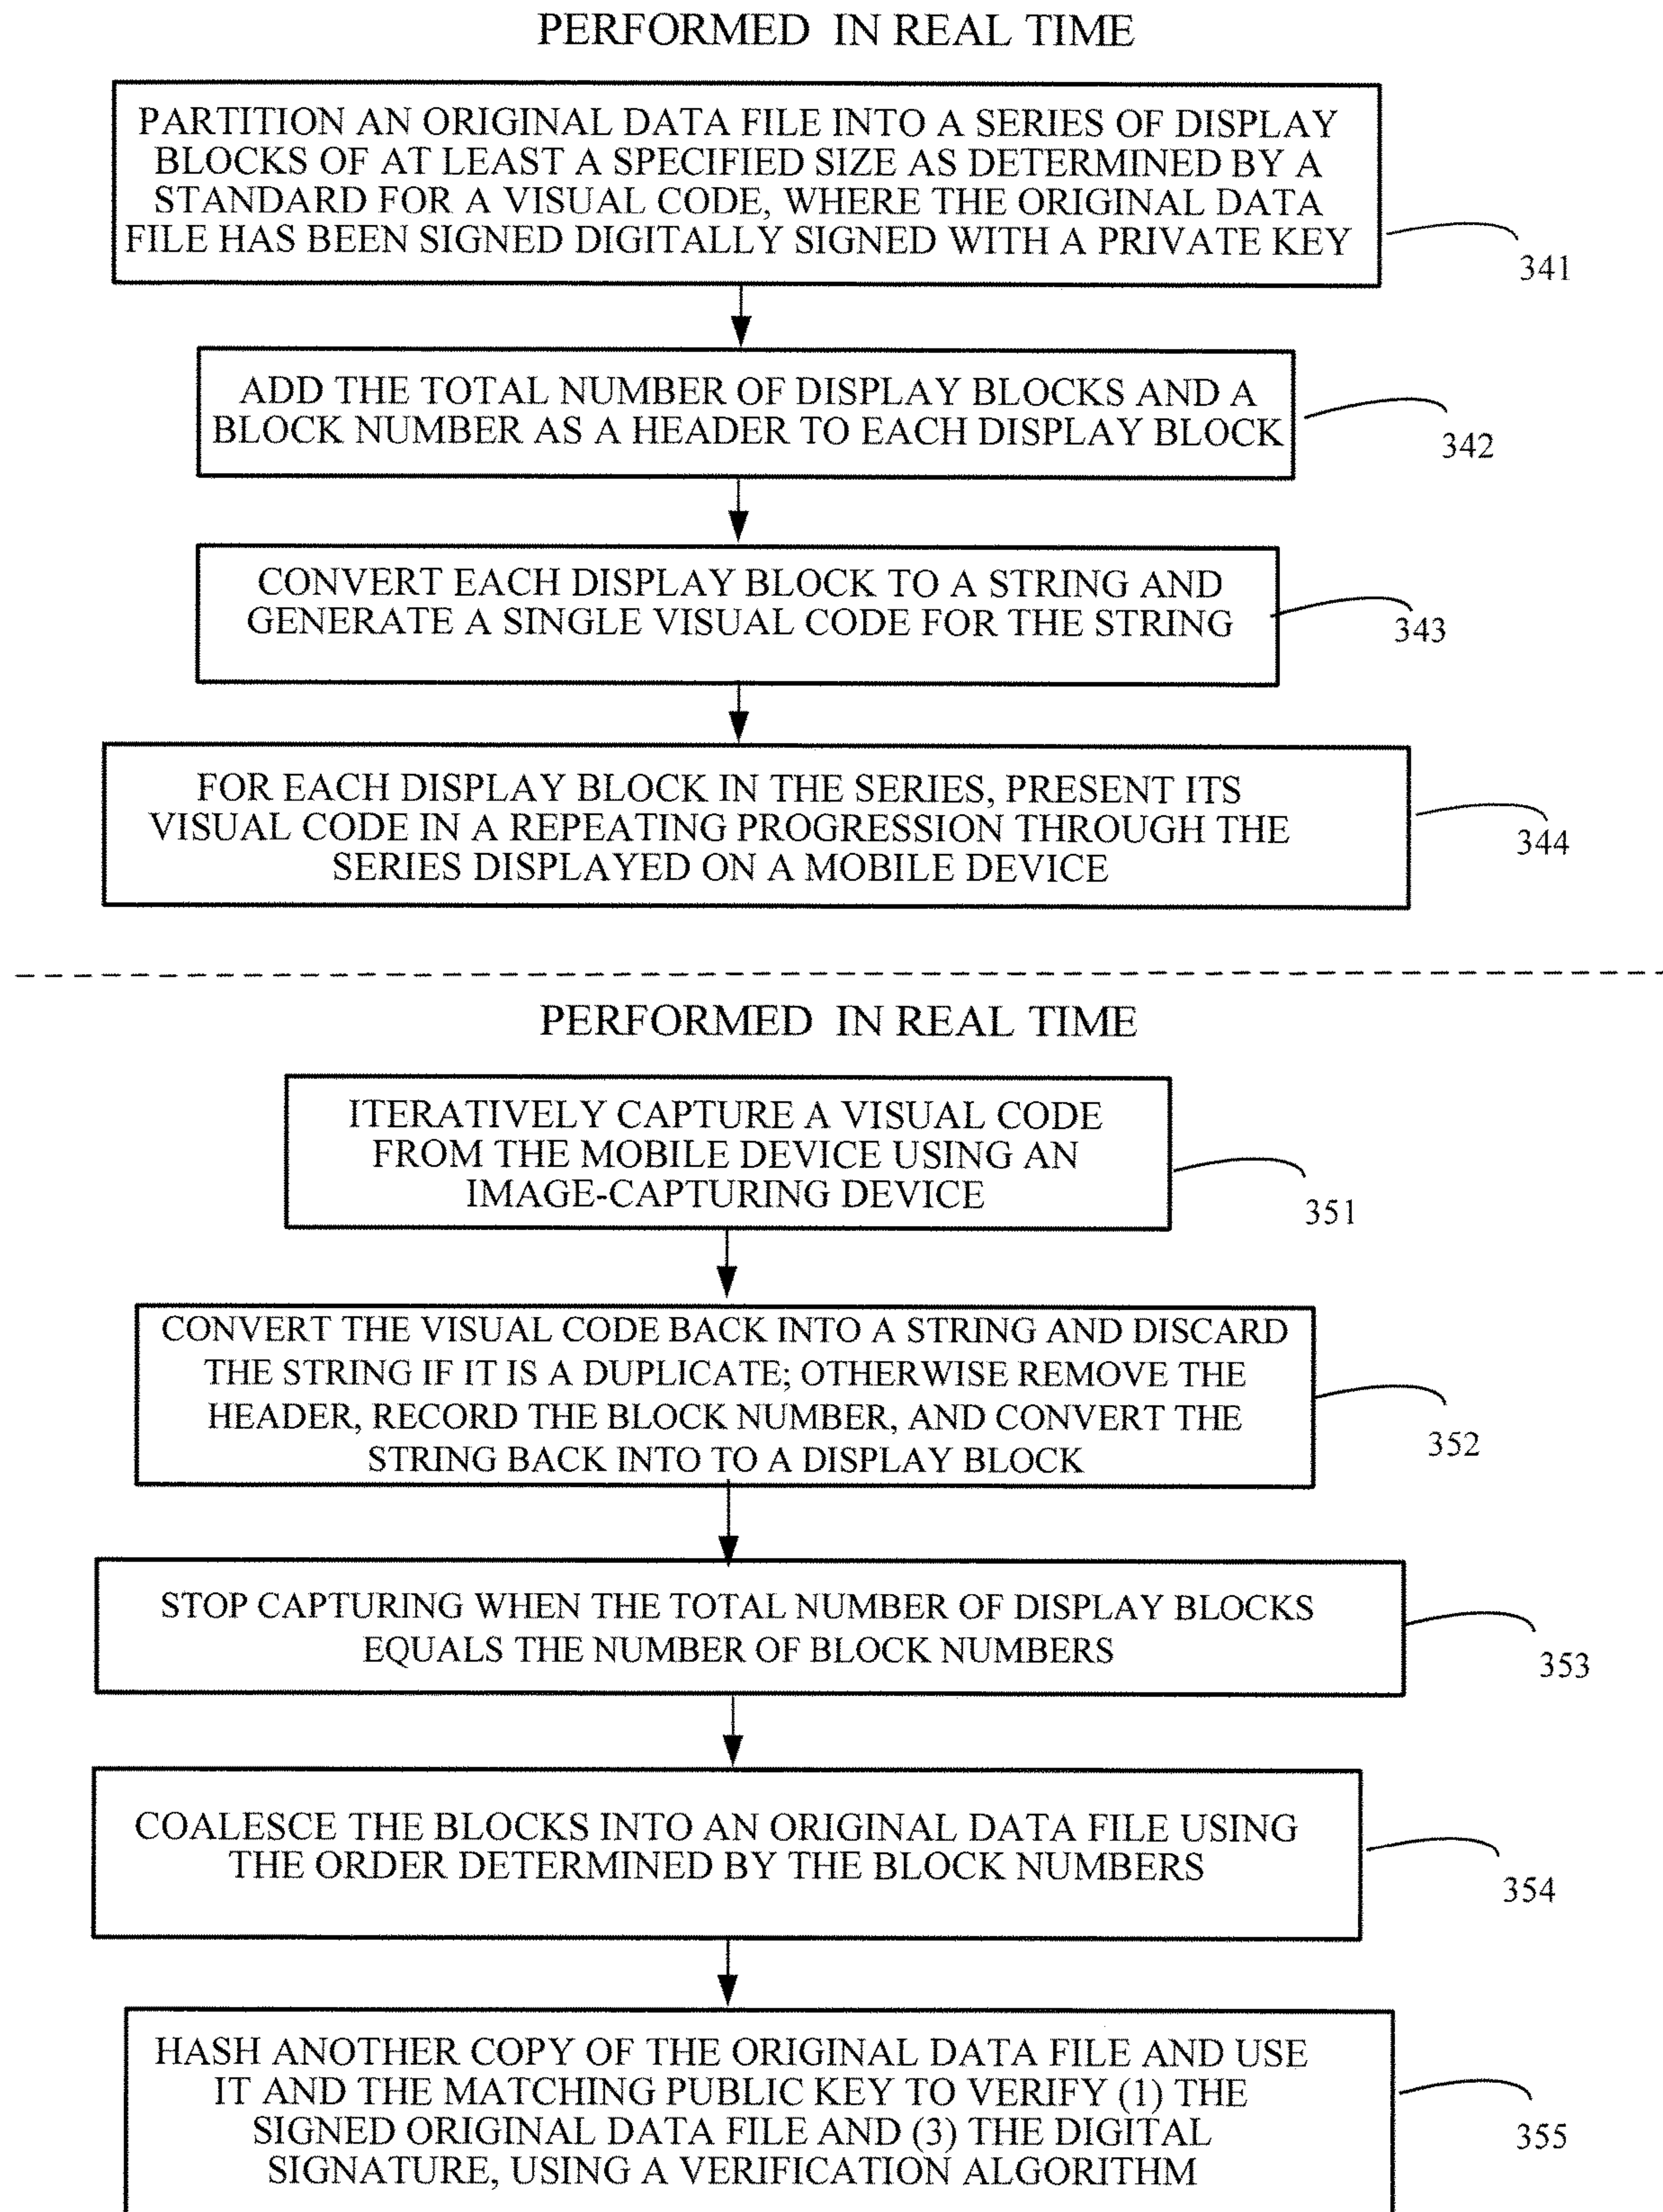 PERFORMED IN REAL TIME
PARTITION AN ORIGINAL DATA FILE INTO A SERIES OF DISPLAY
BLOCKS OF AT LEAST A SPECIFIED SIZE AS DETERMINED BY A
STANDARD FOR A VISUAL CODE, WHERE THE ORIGINAL DATA
FILE HAS BEEN SIGNED DIGITALLY SIGNED WITH A PRIVATE KEY
341
ADD THE TOTAL NUMBER OF DISPLAY BLOCKS AND A
BLOCK NUMBER AS A HEADER TO EACH DISPLAY BLOCK
342
CONVERT EACH DISPLAY BLOCK TO A STRING AND
GENERATE A SINGLE VISUAL CODE FOR THE STRING
343
FOR EACH DISPLAY BLOCK IN THE SERIES, PRESENT ITS
VISUAL CODE IN A REPEATING PROGRESSION THROUGH THE
SERIES DISPLAYED ON A MOBILE DEVICE
344
PERFORMED IN REAL TIME
ITERATIVELY CAPTURE A VISUAL CODE
FROM THE MOBILE DEVICE USING AN
IMAGE-CAPTURING DEVICE
351
CONVERT THE VISUAL CODE BACK INTO A STRING AND DISCARD
THE STRING IF IT IS A DUPLICATE; OTHERWISE REMOVE THE
HEADER, RECORD THE BLOCK NUMBER, AND CONVERT THE
STRING BACK INTO TO A DISPLAY BLOCK
352
STOP CAPTURING WHEN THE TOTAL NUMBER OF DISPLAY BLOCKS
EQUALS THE NUMBER OF BLOCK NUMBERS
353
COALESCE THE BLOCKS INTO AN ORIGINAL DATA FILE USING
THE ORDER DETERMINED BY THE BLOCK NUMBERS
354
HASH ANOTHER COPY OF THE ORIGINAL DATA FILE AND USE
IT AND THE MATCHING PUBLIC KEY TO VERIFY (1) THE
SIGNED ORIGINAL DATA FILE AND (3) THE DIGITAL
SIGNATURE, USING A VERIFICATION ALGORITHM
355